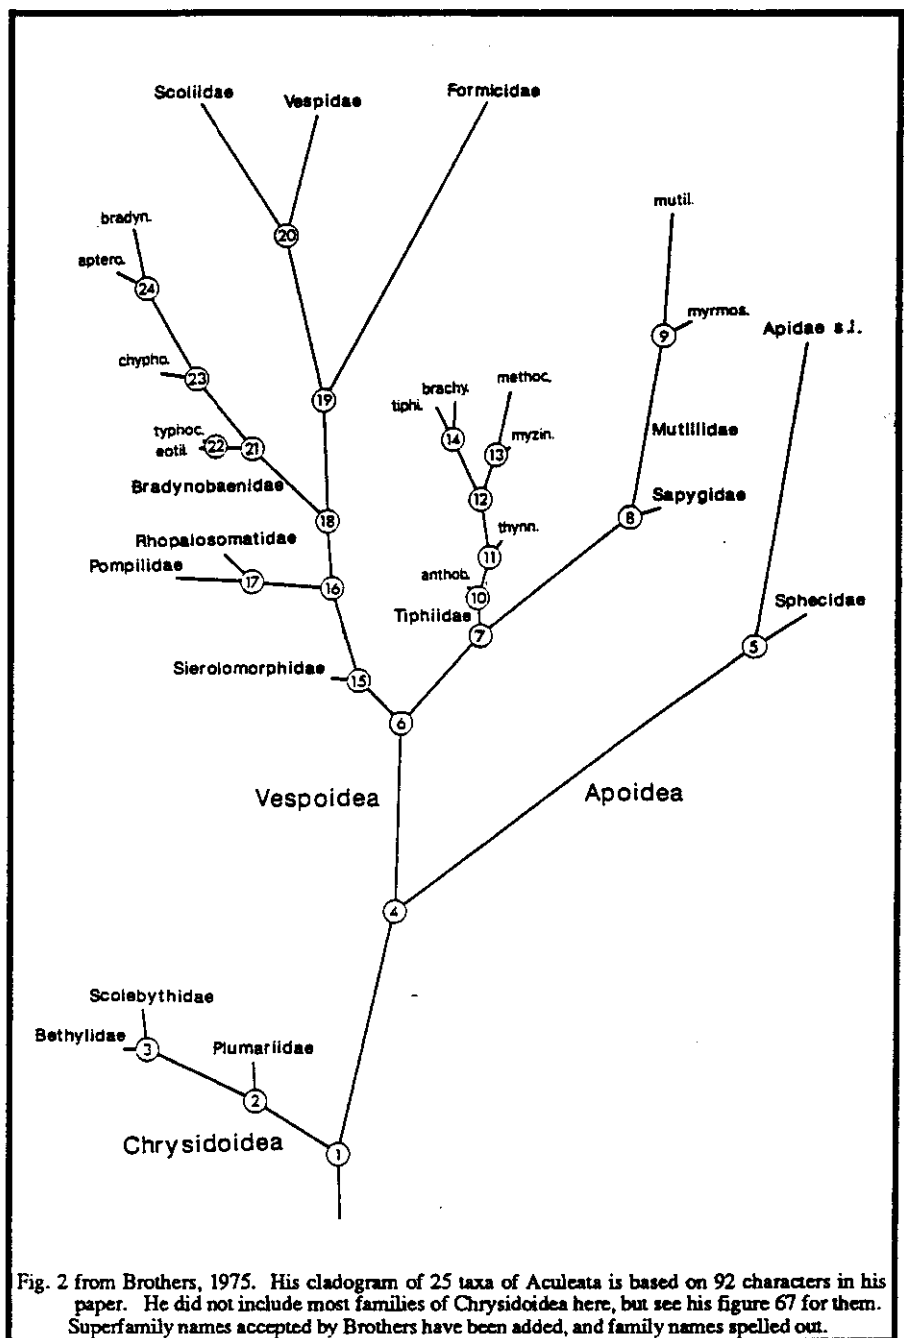 Scoliidae
Vespidae
Formicidae
bradyn.
mutil.
aptero.
20
24
myrmos.
9
Apidae s.l.
chypho.
23
methoc.
brachy.
19
tiphi.
typhoc.
14
myzin.
22
21
13
eotil.
Mutillidae
Bradynobaenidae
12
Sapygidae
18
8
thynn.
Rhopalosomatidae
11
Pompilidae
17
16
anthob.
10
Sphecidae
Tiphiidae
7
5
Sierolomorphidae
15
6
Vespoidea
Apoidea
4
Scolebythidae
Bethylidae
3
Plumariidae
2
Chrysidoidea
1
Fig. 2 from Brothers, 1975. His cladogram of 25 taxa of Aculeata is based on 92 characters in his
paper. He did not include most families of Chrysidoidea here, but see his figure 67 for them.
Superfamily names accepted by Brothers have been added, and family names spelled out.